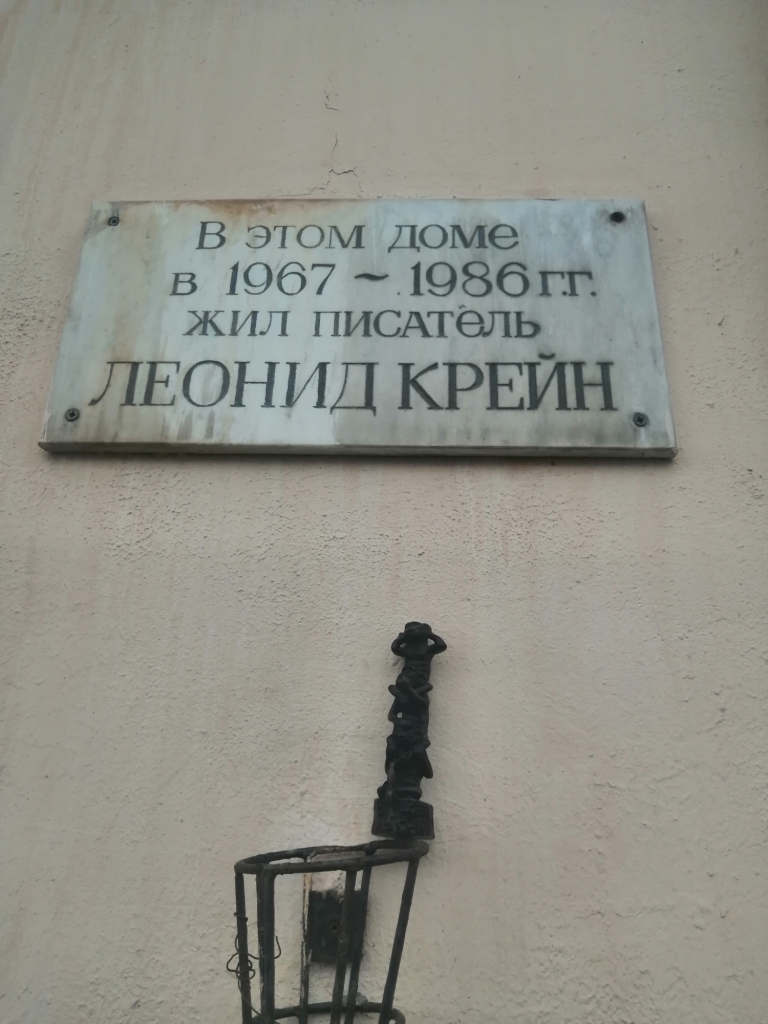 В этом доме
в 1967 ~ 1986 г.г.
жил писатель
ЛЕОНИД КРЕЙН